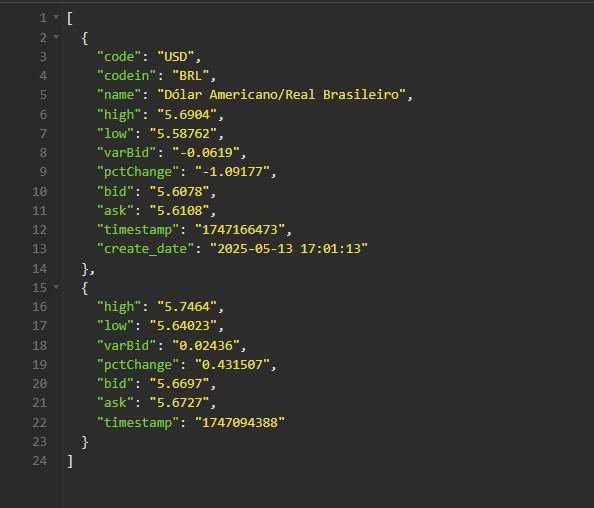 1 [
2 {
3 "code": "USD",
4 "codein": "BRL",
5 "name": "Dólar Americano/Real Brasileiro",
6 "high": "5.6904",
7 "low": "5.58762",
8 "varBid": "-0.0619",
9 "pctChange": "-1.09177",
10 "bid": "5.6078",
11 "ask": "5.6108",
12 "timestamp": "1747166473",
13 "create_date": "2025-05-13 17:01:13"
14 },
15 {
16 "high": "5.7464",
17 "low": "5.64023",
18 "varBid": "0.02436",
19 "pctChange": "0.431507",
20 "bid": "5.6697",
21 "ask": "5.6727",
22 "timestamp": "1747094388"
23 }
24 ]